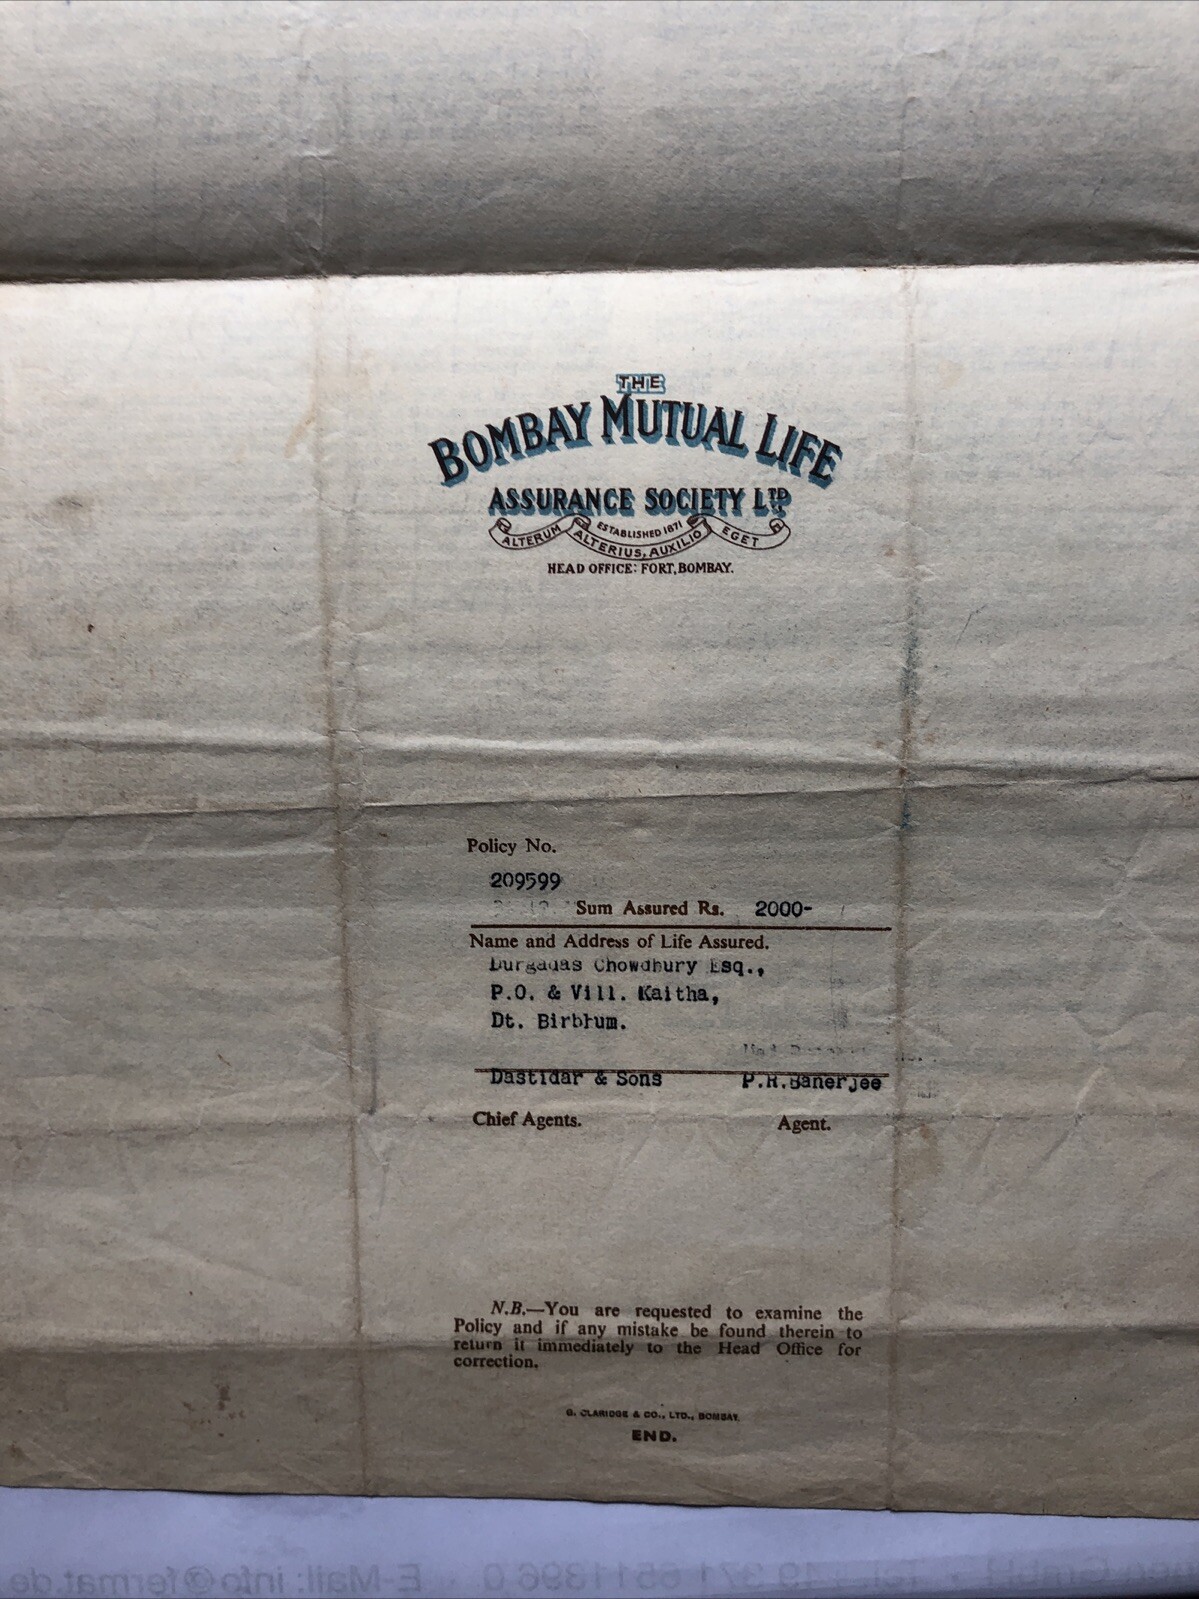 THE
BOMBAY MUTUAL LIFE
ASSURANCE SOCIETY LTD
ESTABLISHED 1871
ALTERUM ALTERIUS, AUXILIO EGET
HEAD OFFICE: FORT, BOMBAY.
Policy No.
209599
Sum Assured Rs. 2000-
Name and Address of Life Assured.
Durgadas Chowdhury Esq.,
P.O. & Vill. Kaitha,
Dt. Birbhum.
Dastidar & Sons P.R.Banerjee
Chief Agents. Agent.
N.B.—You are requested to examine the
Policy and if any mistake be found therein to
return it immediately to the Head Office for
correction.
G. CLARIDGE & CO., LTD., BOMBAY.
END.
E-Mail: info@fermat.de